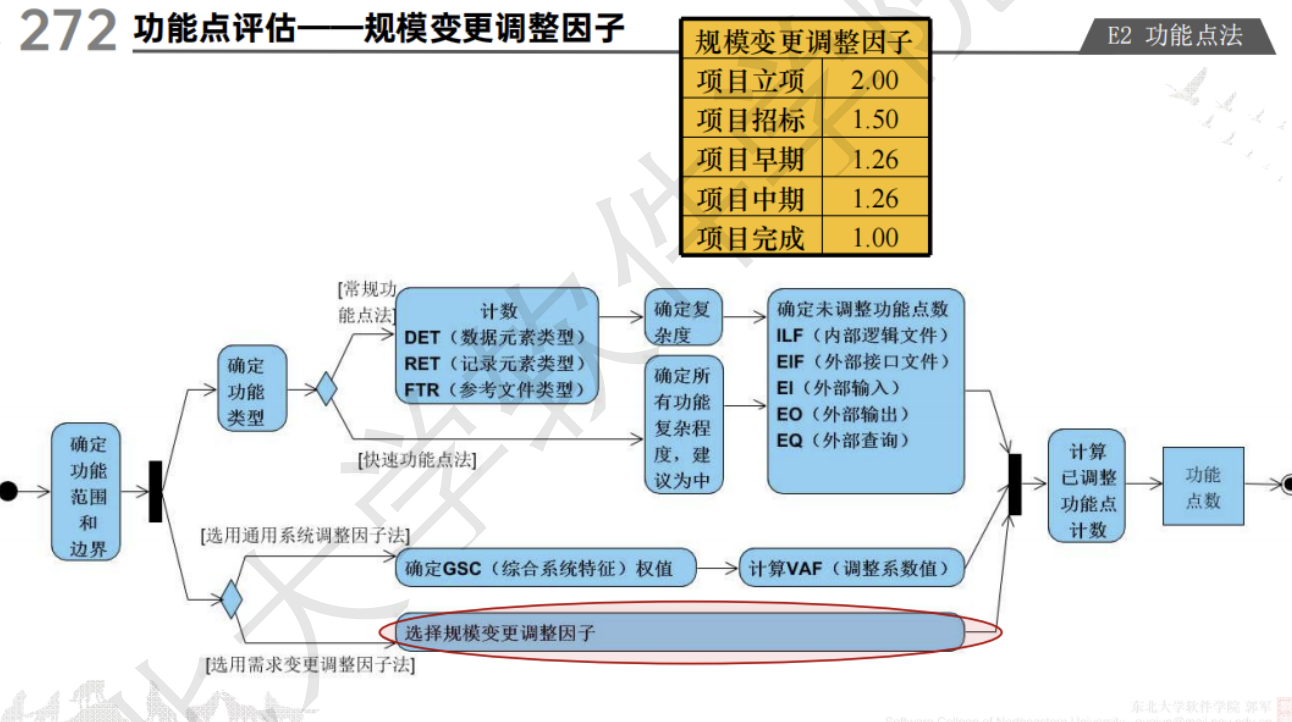 272 功能点评估——规模变更调整因子
E2 功能点法
规模变更调整因子
项目立项 2.00
项目招标 1.50
项目早期 1.26
项目中期 1.26
项目完成 1.00
[常规功
能点法]
计数
DET（数据元素类型）
RET（记录元素类型）
FTR（参考文件类型）
确定复
杂度
确定未调整功能点数
ILF（内部逻辑文件）
EIF（外部接口文件）
EI（外部输入）
EO（外部输出）
EQ（外部查询）
确定
功能
类型
确定所
有功能
复杂程
度，建
议为中
[快速功能点法]
确定
功能
范围
和
边界
计算
已调整
功能点
计数
功能
点数
[选用通用系统调整因子法]
确定GSC（综合系统特征）权值
计算VAF（调整系数值）
选择规模变更调整因子
[选用需求变更调整因子法]
东北大学软件学院 郭军